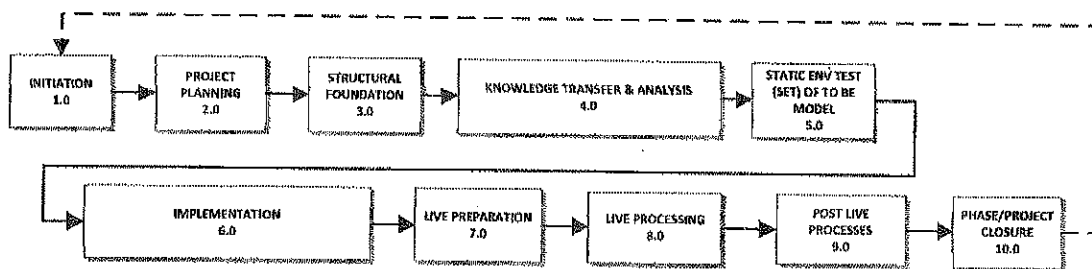 INITIATION
1.0
PROJECT
PLANNING
2.0
STRUCTURAL
FOUNDATION
3.0
KNOWLEDGE TRANSFER & ANALYSIS
4.0
STATIC ENV TEST
(SET) OF TO BE
MODEL
5.0
IMPLEMENTATION
6.0
LIVE PREPARATION
7.0
LIVE PROCESSING
8.0
POST LIVE
PROCESSES
9.0
PHASE/PROJECT
CLOSURE
10.0